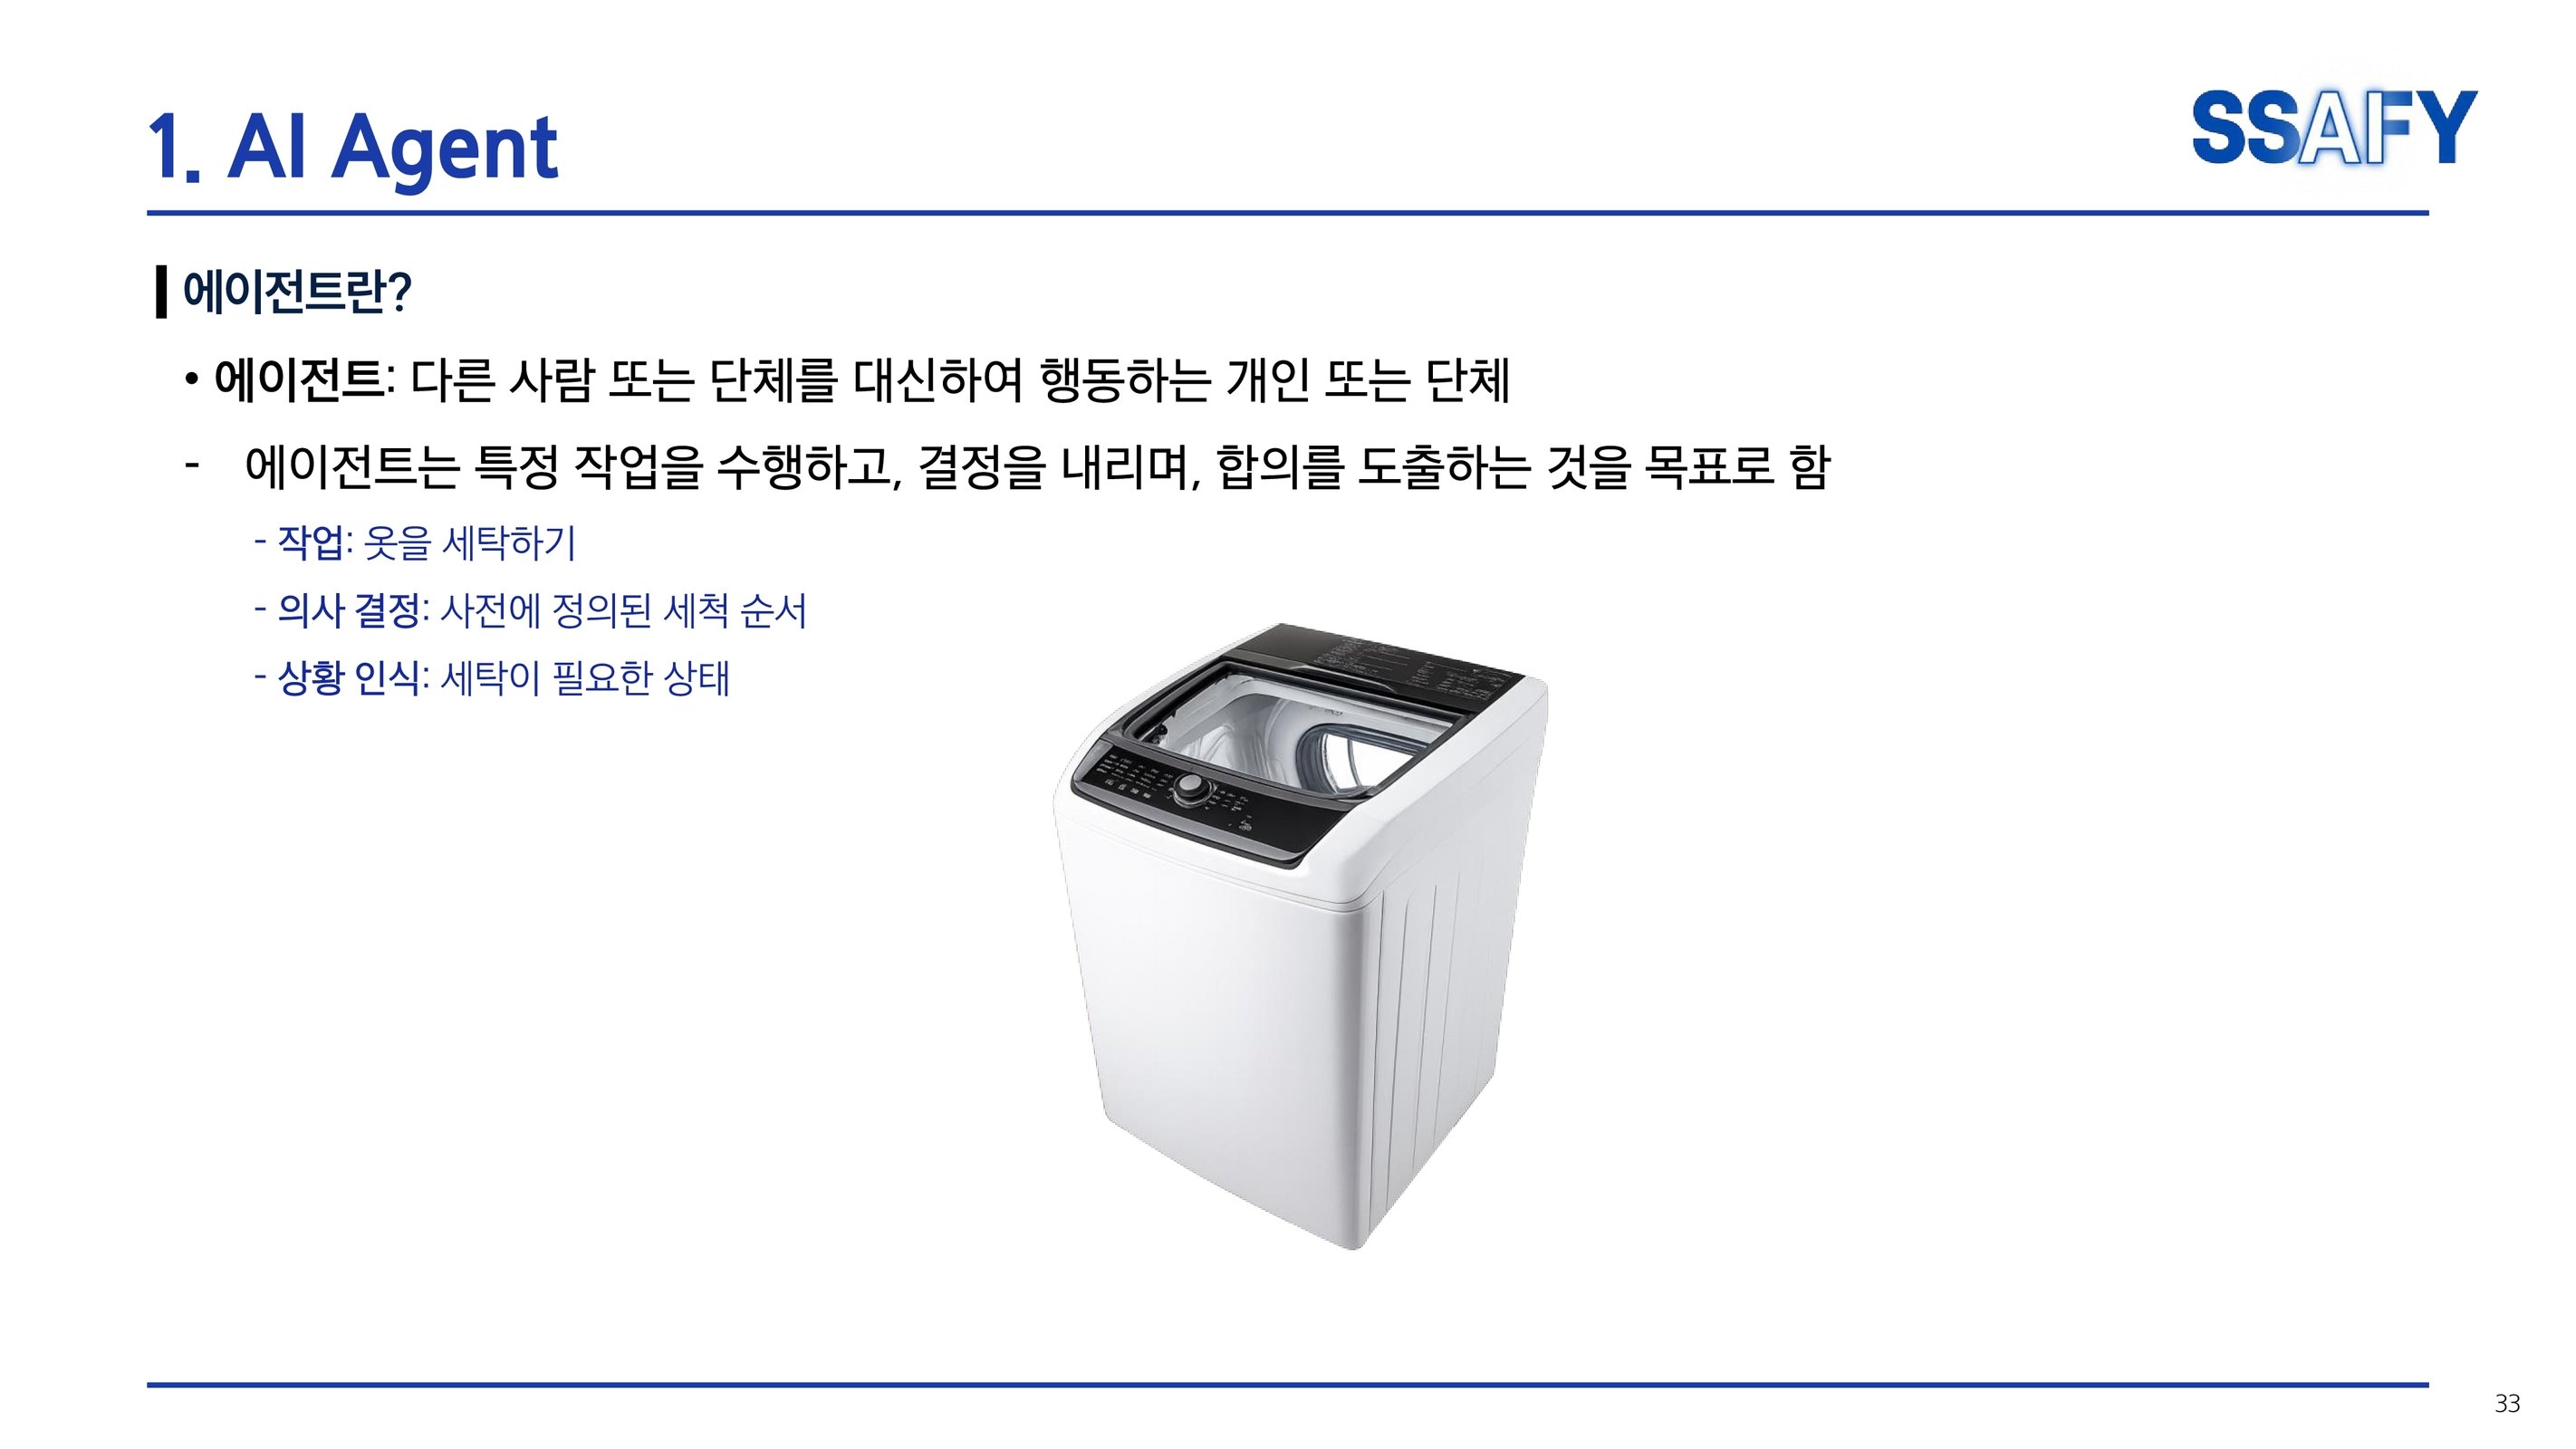 1. AI Agent
SSAFY
에이전트란?
• 에이전트: 다른 사람 또는 단체를 대신하여 행동하는 개인 또는 단체
- 에이전트는 특정 작업을 수행하고, 결정을 내리며, 합의를 도출하는 것을 목표로 함
- 작업: 옷을 세탁하기
- 의사 결정: 사전에 정의된 세척 순서
- 상황 인식: 세탁이 필요한 상태
33